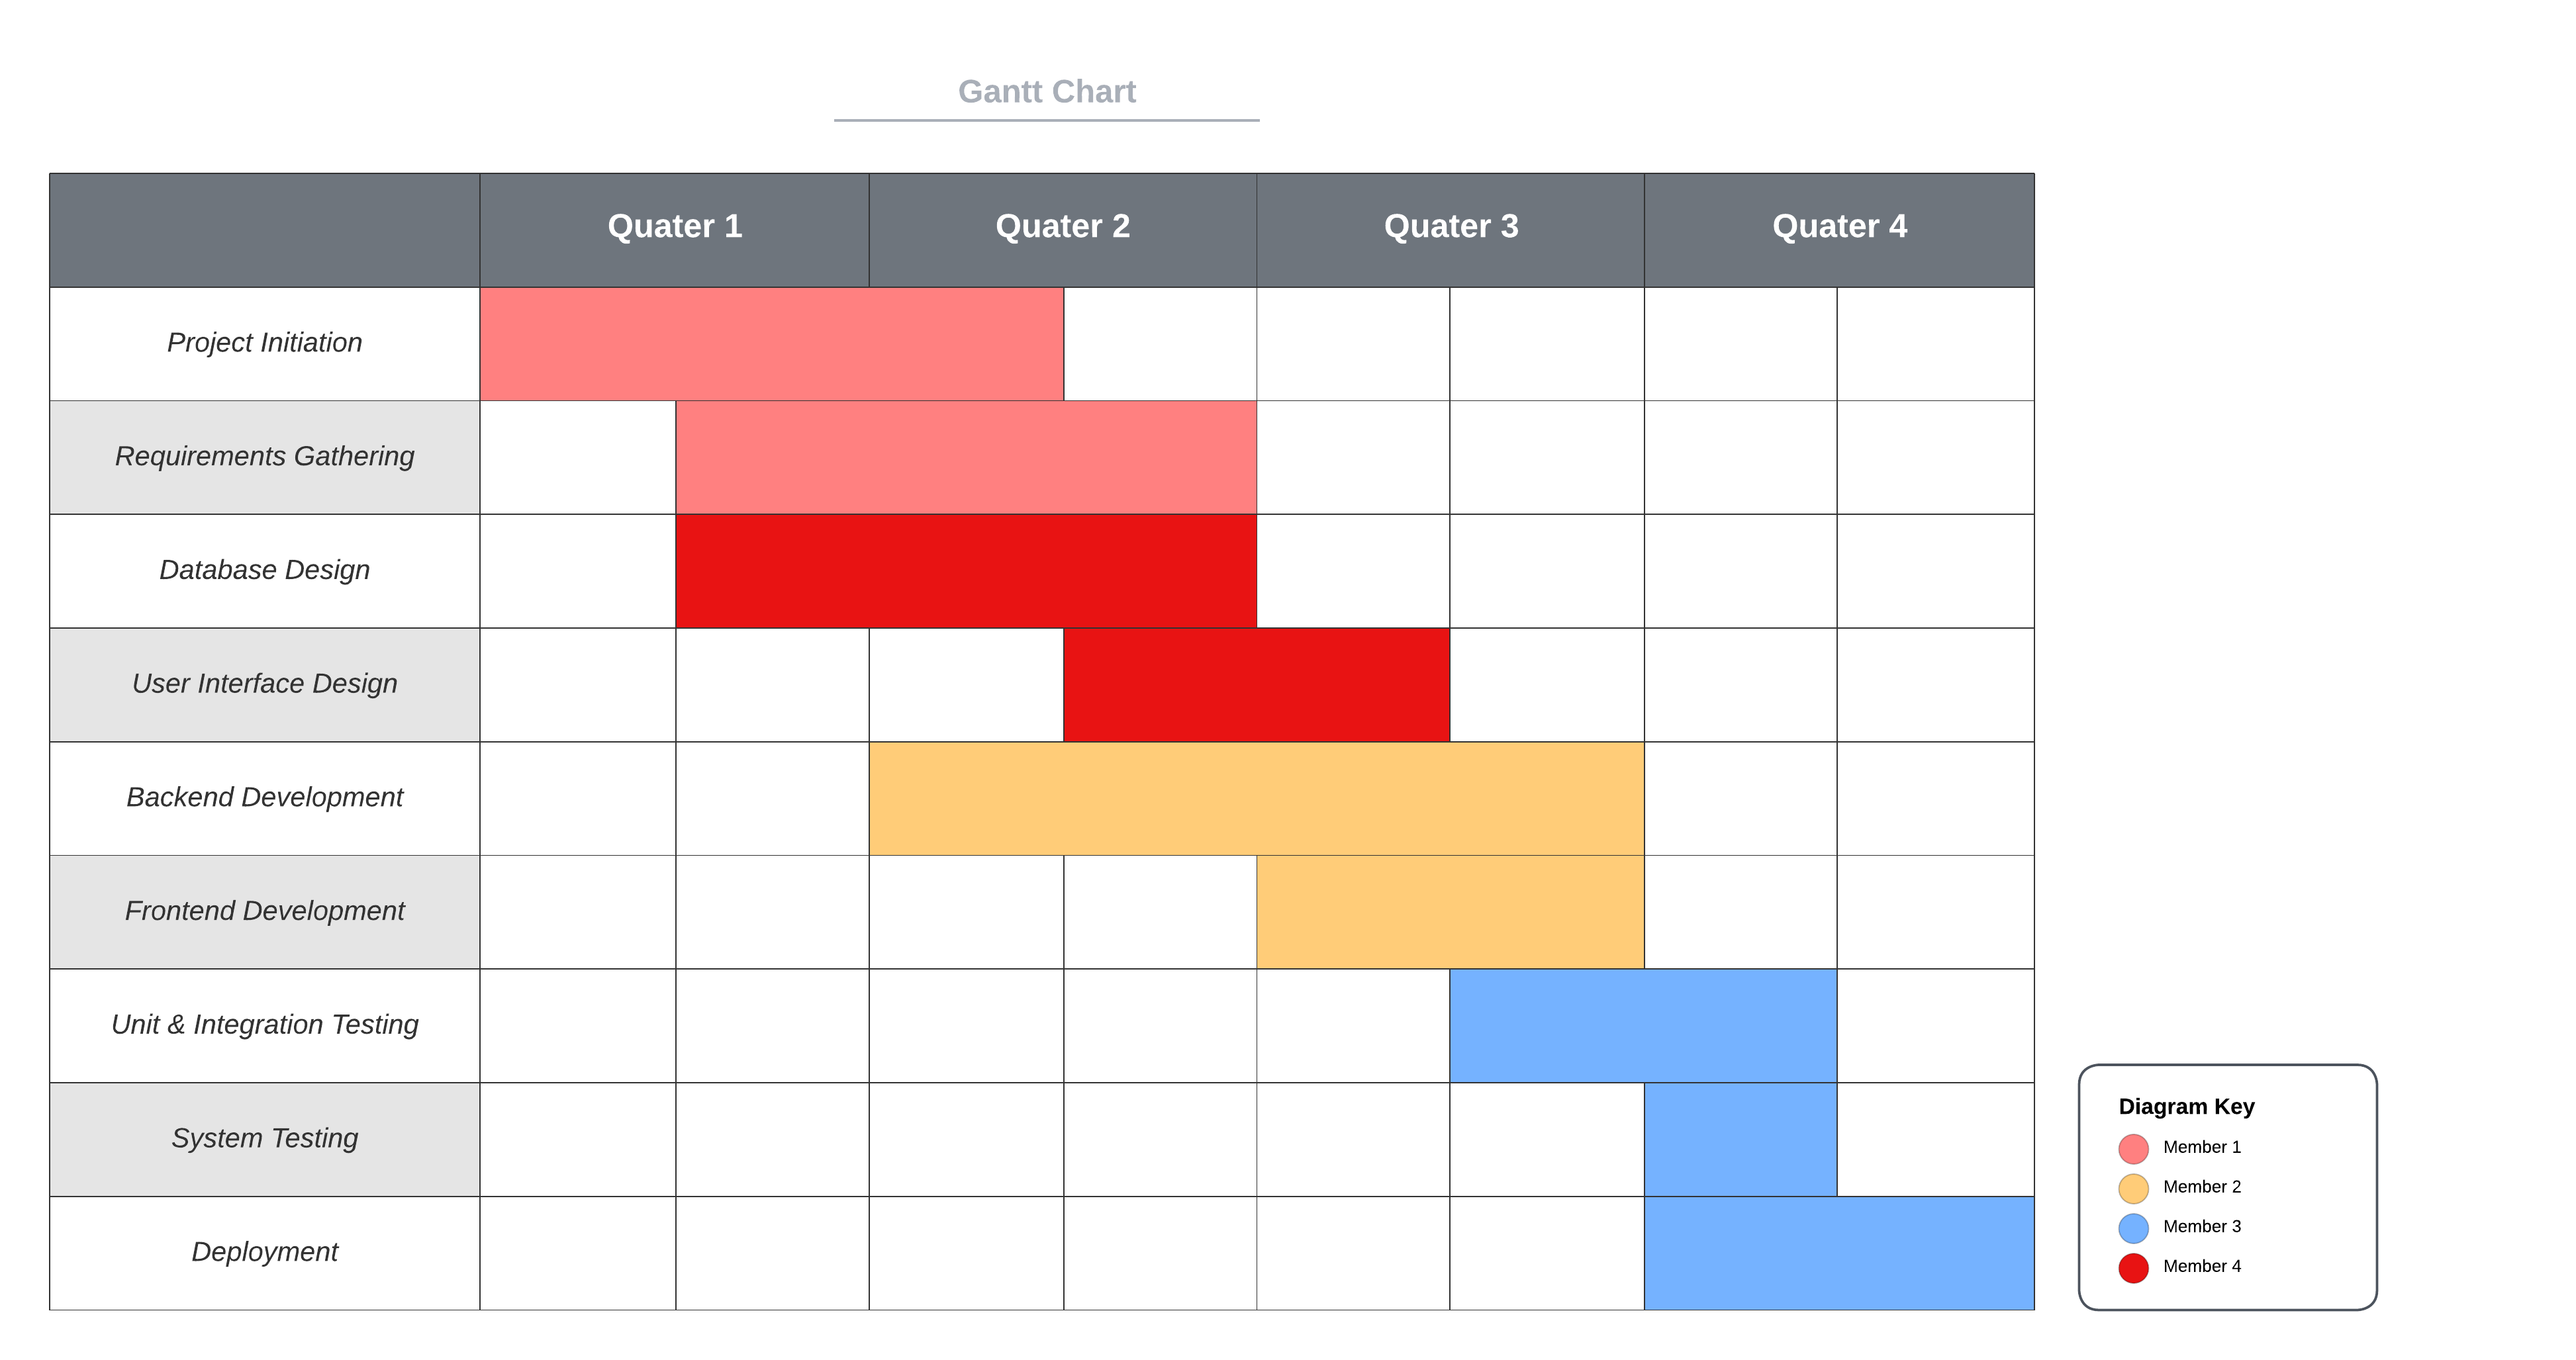 Gantt Chart
Quater 1
Quater 2
Quater 3
Quater 4
Project Initiation
Requirements Gathering
Database Design
User Interface Design
Backend Development
Frontend Development
Unit & Integration Testing
System Testing
Deployment
Diagram Key
Member 1
Member 2
Member 3
Member 4